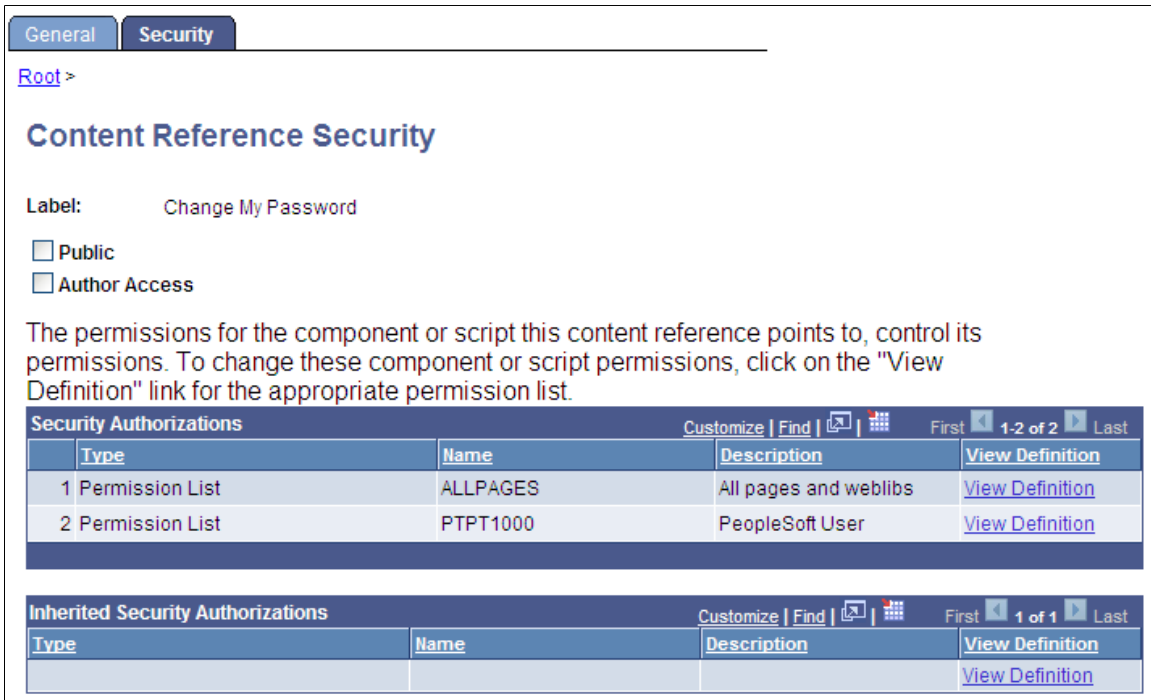 General Security
Root >
Content Reference Security
Label: Change My Password
Public
Author Access
The permissions for the component or script this content reference points to, control its
permissions. To change these component or script permissions, click on the "View
Definition" link for the appropriate permission list.
Security Authorizations Customize | Find | | First 1-2 of 2 Last
Type Name Description View Definition
1 Permission List ALLPAGES All pages and weblibs View Definition
2 Permission List PTPT1000 PeopleSoft User View Definition
Inherited Security Authorizations Customize | Find | | First 1 of 1 Last
Type Name Description View Definition
View Definition